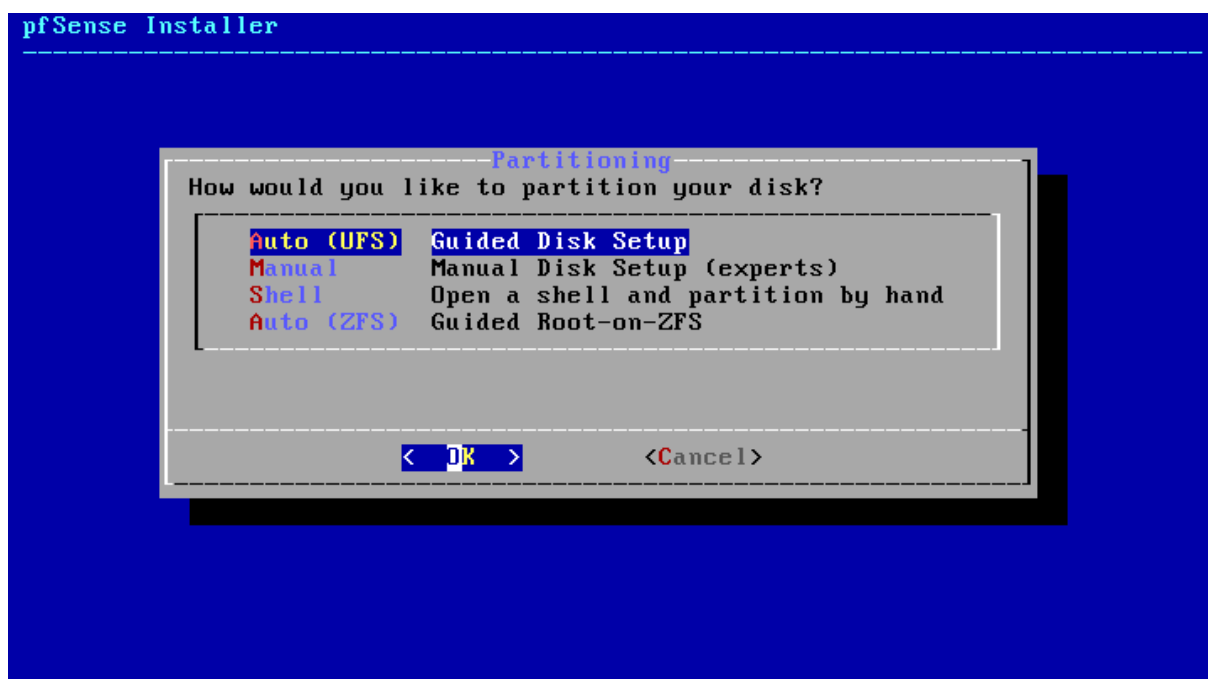 pfSense Installer
Partitioning
How would you like to partition your disk?
Auto (UFS) Guided Disk Setup
Manual Manual Disk Setup (experts)
Shell Open a shell and partition by hand
Auto (ZFS) Guided Root-on-ZFS
< OK > <Cancel>